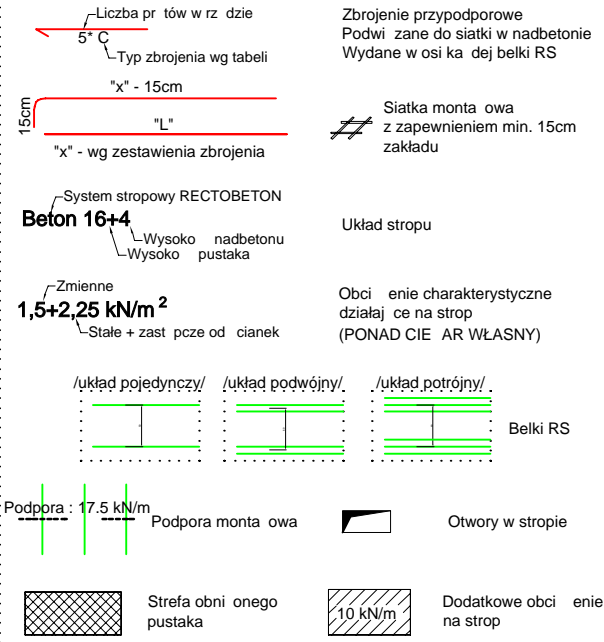 Liczba pr tów w rz dzie
5* C
Typ zbrojenia wg tabeli
Zbrojenie przypodporowe
Podwi zane do siatki w nadbetonie
Wydane w osi ka dej belki RS
"x" - 15cm
15cm
"L"
"x" - wg zestawienia zbrojenia
Siatka monta owa
z zapewnieniem min. 15cm
zakładu
System stropowy RECTOBETON
Beton 16+4
Wysoko nadbetonu
Wysoko pustaka
Układ stropu
Zmienne
1,5+2,25 kN/m²
Stałe + zast pcze od cianek
Obci enie charakterystyczne
działaj ce na strop
(PONAD CIE AR WŁASNY)
/układ pojedynczy/
/układ podwójny/
/układ potrójny/
Belki RS
Podpora : 17.5 kN/m
Podpora monta owa
Otwory w stropie
Strefa obni onego
pustaka
10 kN/m
Dodatkowe obci enie
na strop